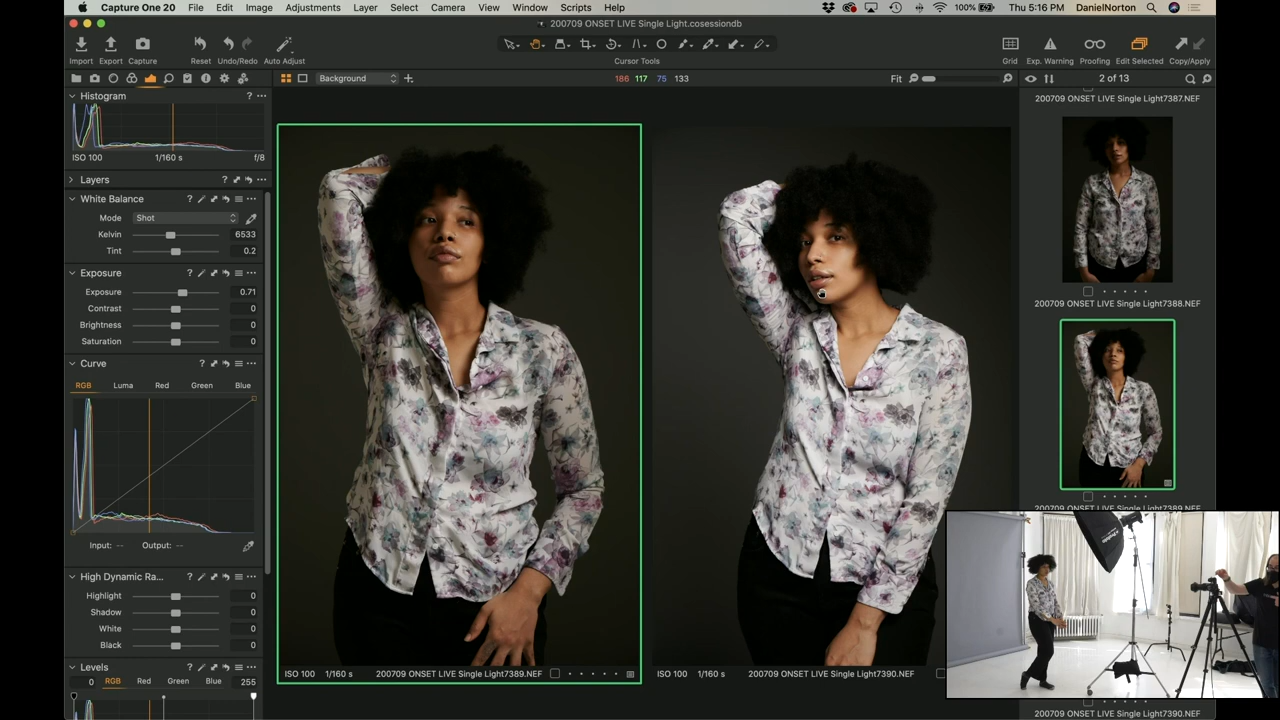 Capture One 20 File Edit Image Adjustments Layer Select Camera View Window Scripts Help 100% Thu 5:16 PM DanielNorton
200709 ONSET LIVE Single Light.cosessiondb
Import Export Capture Reset Undo/Redo Auto Adjust Cursor Tools Grid Exp. Warning Proofing Edit Selected Copy/Apply
Background 186 117 75 133 Fit 2 of 13
Histogram ?
ISO 100 1/160 s f/8
Layers ?
White Balance ?
Mode Shot
Kelvin 6533
Tint 0.2
Exposure ?
Exposure 0.71
Contrast 0
Brightness 0
Saturation 0
Curve ?
RGB Luma Red Green Blue
Input: -- Output: --
High Dynamic Ra... ?
Highlight 0
Shadow 0
White 0
Black 0
Levels ?
0 RGB Red Green Blue 255
ISO 100 1/160 s 200709 ONSET LIVE Single Light7389.NEF
ISO 100 1/160 s 200709 ONSET LIVE Single Light7390.NEF
200709 ONSET LIVE Single Light7387.NEF
200709 ONSET LIVE Single Light7388.NEF
200709 ONSET LIVE Single Light7389.NEF
200709 ONSET LIVE Single Light7390.NEF